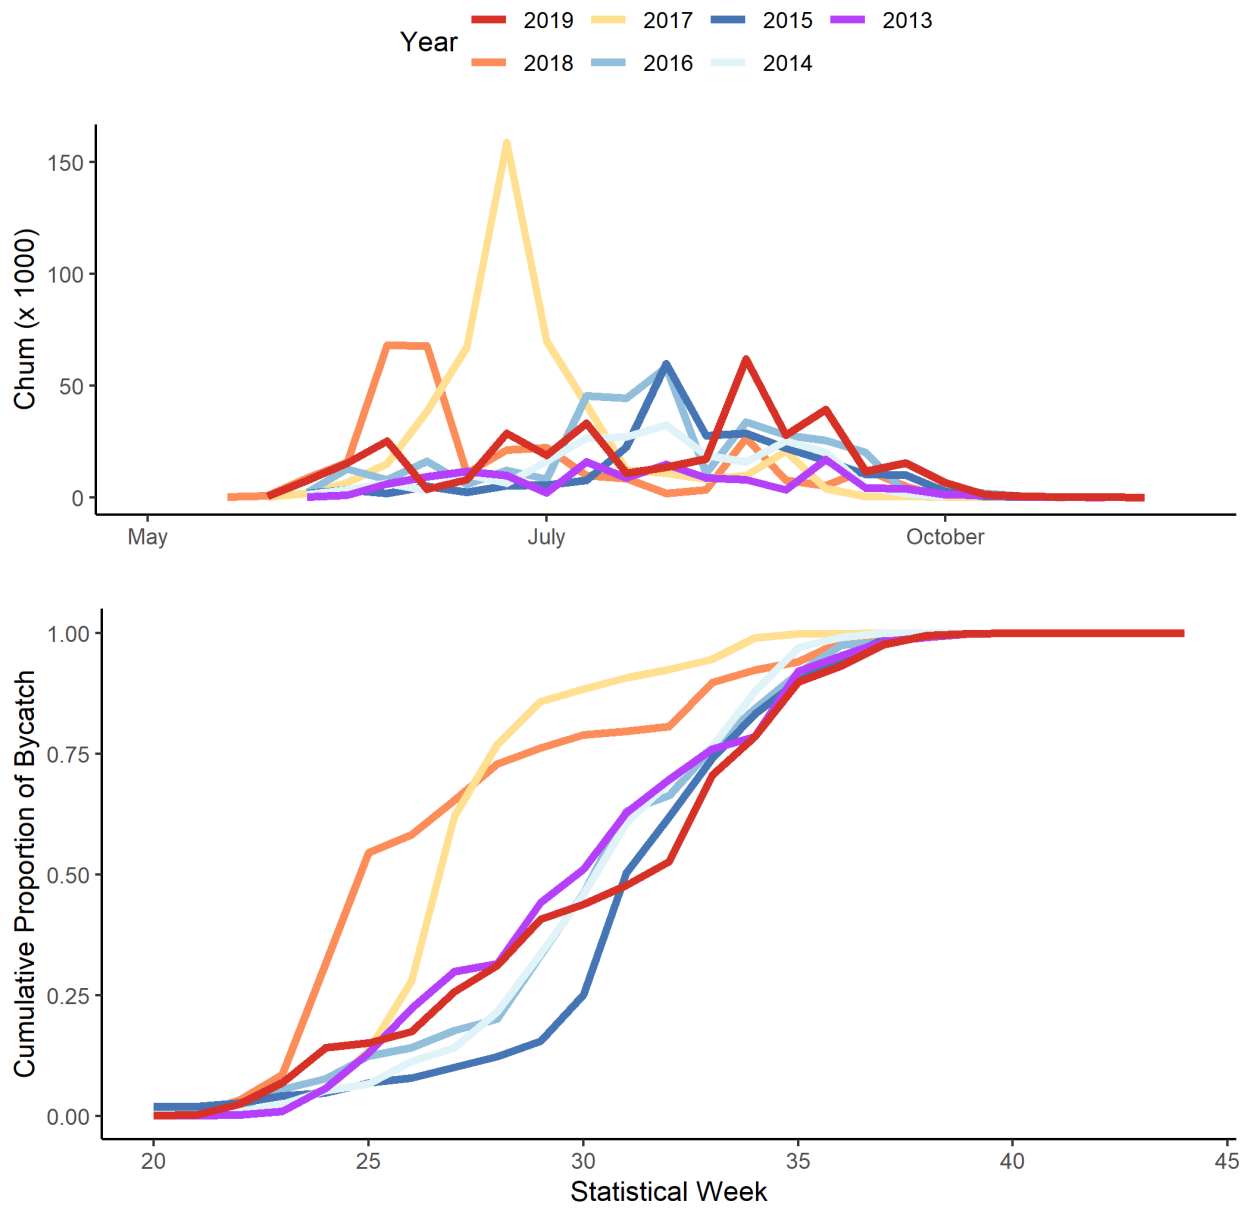 Year
2019 2017 2015 2013
2018 2016 2014
Chum (x 1000)
150
100
50
0
May July October
Cumulative Proportion of Bycatch
1.00
0.75
0.50
0.25
0.00
20 25 30 35 40 45
Statistical Week